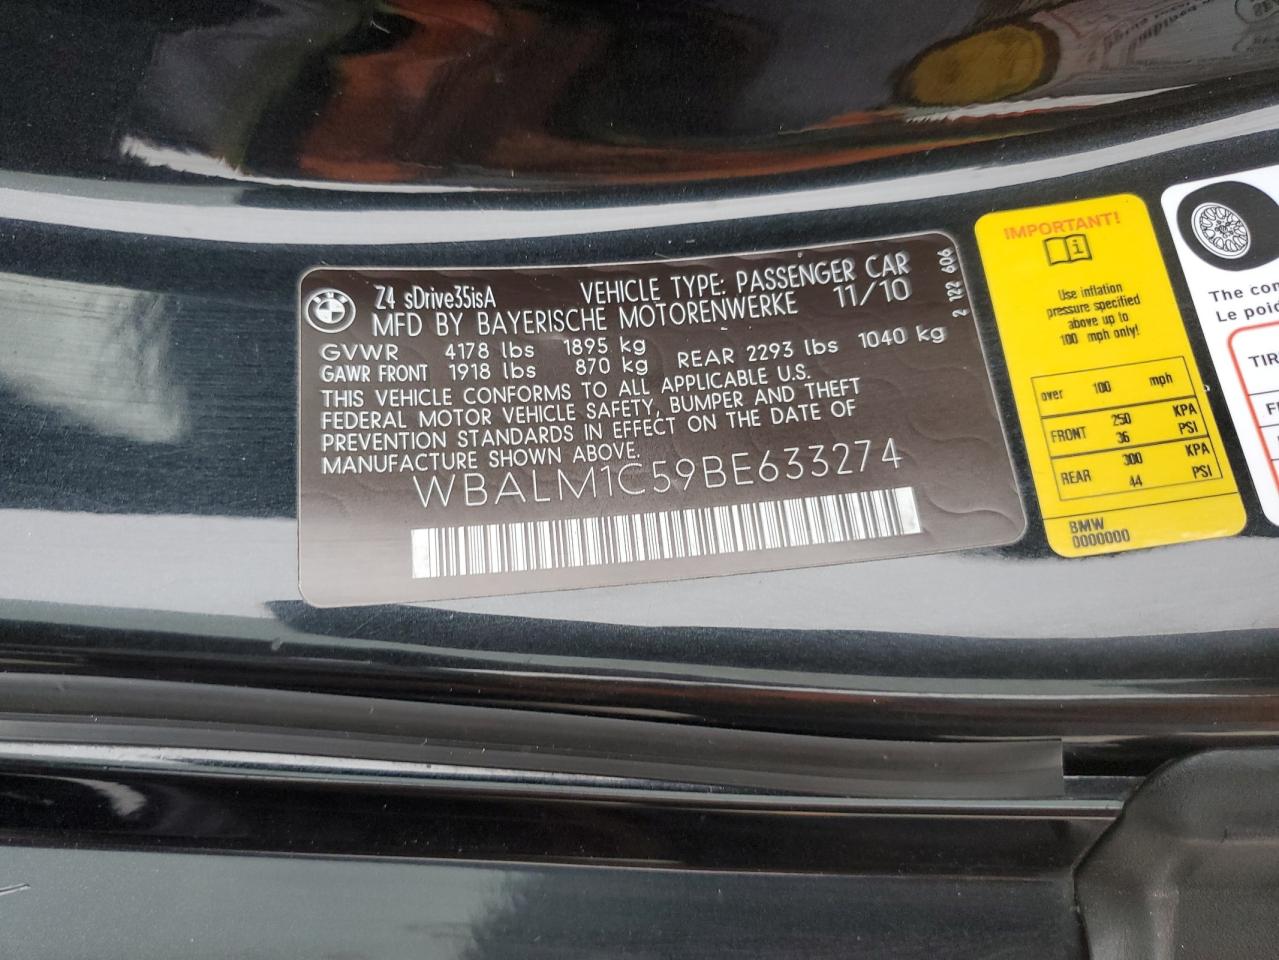 BMW
Z4 sDrive35isA VEHICLE TYPE: PASSENGER CAR
MFD BY BAYERISCHE MOTORENWERKE 11/10
GVWR 4178 lbs 1895 kg
GAWR FRONT 1918 lbs 870 kg REAR 2293 lbs 1040 kg
THIS VEHICLE CONFORMS TO ALL APPLICABLE U.S.
FEDERAL MOTOR VEHICLE SAFETY, BUMPER AND THEFT
PREVENTION STANDARDS IN EFFECT ON THE DATE OF
MANUFACTURE SHOWN ABOVE.
WBALM1C59BE633274
2 122 606
IMPORTANT!
i
Use inflation
pressure specified
above up to
100 mph only!
over 100 mph
FRONT 250 KPA
36 PSI
REAR 300 KPA
44 PSI
BMW
0000000
The
Le